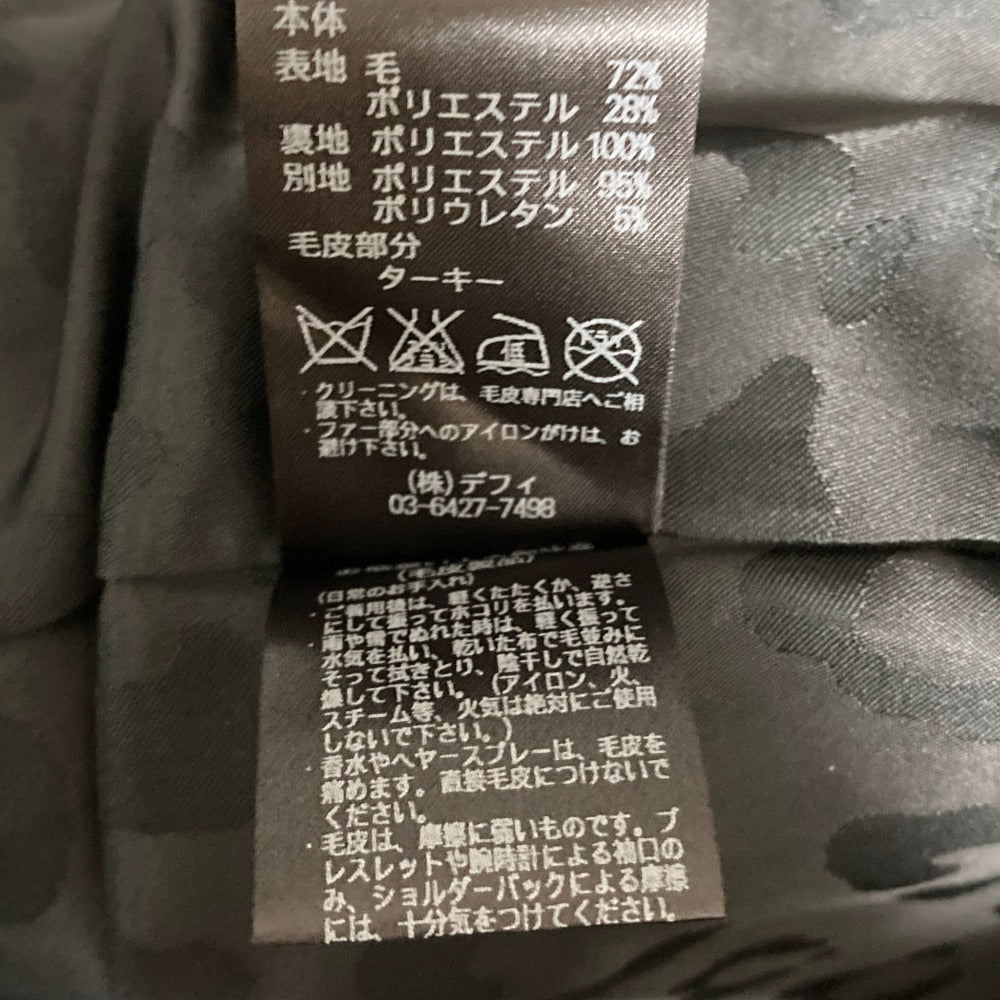 本体
表地 毛 72%
ポリエステル 28%
裏地 ポリエステル 100%
別地 ポリエステル 95%
ポリウレタン 5%
毛皮部分
ターキー
エンソサラシ
低
ドライ
・クリーニングは、毛皮専門店へご相
談下さい。
・ファー部分へのアイロンがけは、お
避け下さい。
(株)デフィ
03-6427-7498
(毛皮製品)
(日常のお手入れ)
・ご着用後は、軽くたたくか、逆さ
にして振ってホコリを払います。
・雨や雪でぬれた時は、軽く振って
水気を払い、乾いた布で毛並みに
そって拭きとり、陰干しで自然乾
燥して下さい。(アイロン、火、
スチーム等、火気は絶対にご使用
しないで下さい。)
・香水やヘヤースプレーは、毛皮を
痛めます。直接毛皮につけないで
ください。
・毛皮は、摩擦に弱いものです。ブ
レスレットや腕時計による袖口の
み、ショルダーバックによる摩擦
には、十分気をつけてください。